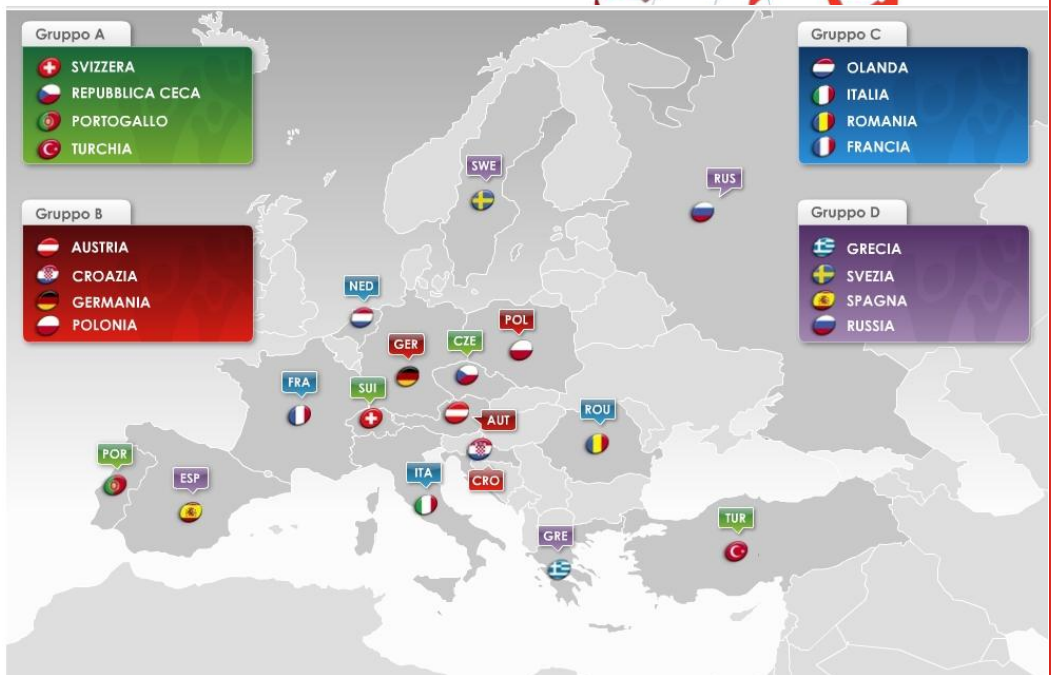 Gruppo A
SVIZZERA
REPUBBLICA CECA
PORTOGALLO
TURCHIA
Gruppo B
AUSTRIA
CROAZIA
GERMANIA
POLONIA
Gruppo C
OLANDA
ITALIA
ROMANIA
FRANCIA
Gruppo D
GRECIA
SVEZIA
SPAGNA
RUSSIA
SWE
RUS
NED
POL
GER
CZE
FRA
SUI
AUT
ROU
POR
ESP
ITA
CRO
TUR
GRE